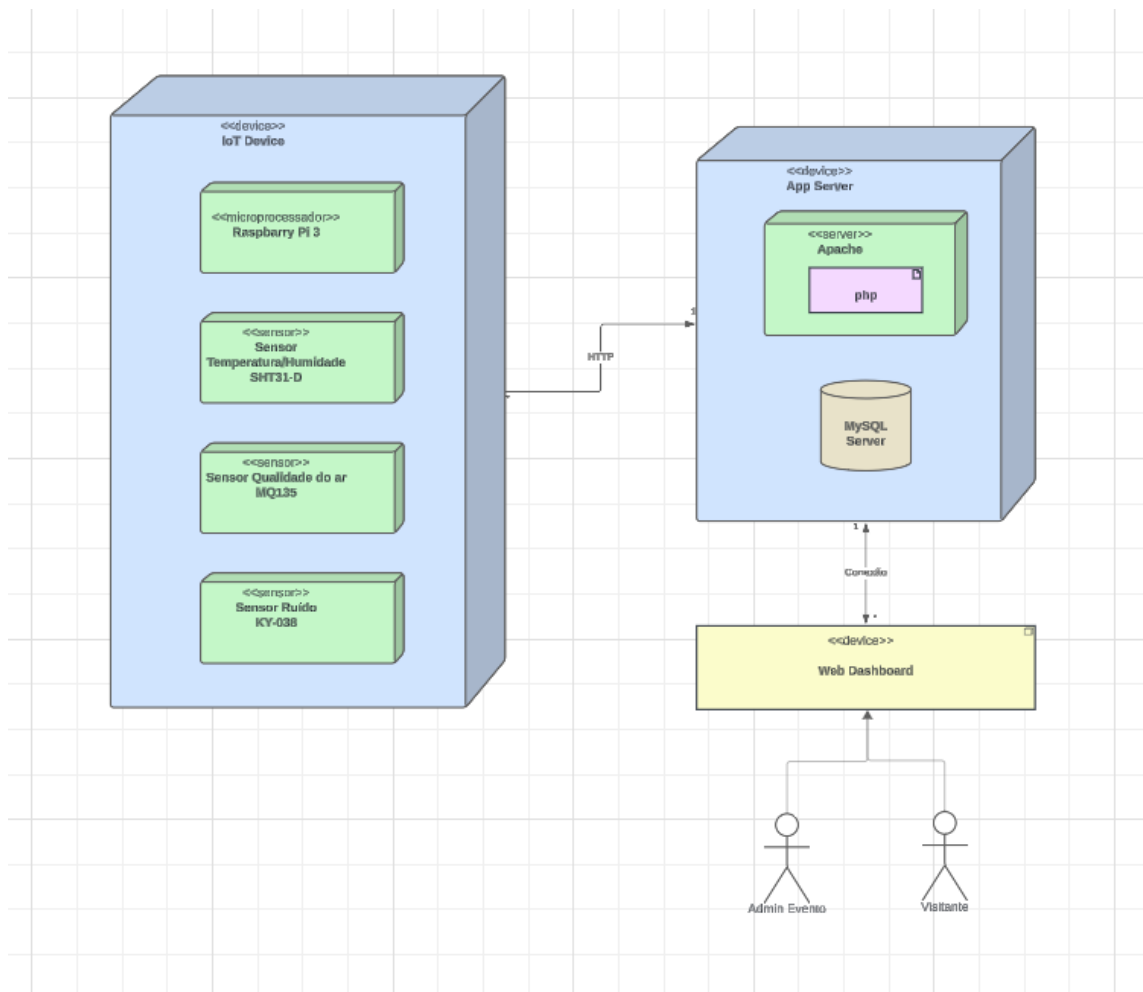 <<device>>
IoT Device
<<microprocessador>>
Raspbarry Pi 3
<<sensor>>
Sensor
Temperatura/Humidade
SHT31-D
<<sensor>>
Sensor Qualidade do ar
MQ135
<<sensor>>
Sensor Ruído
KY-038
HTTP
1
<<device>>
App Server
<<server>>
Apache
php
MySQL
Server
1
Conexão
*
<<device>>
Web Dashboard
Admin Evento
Visitante